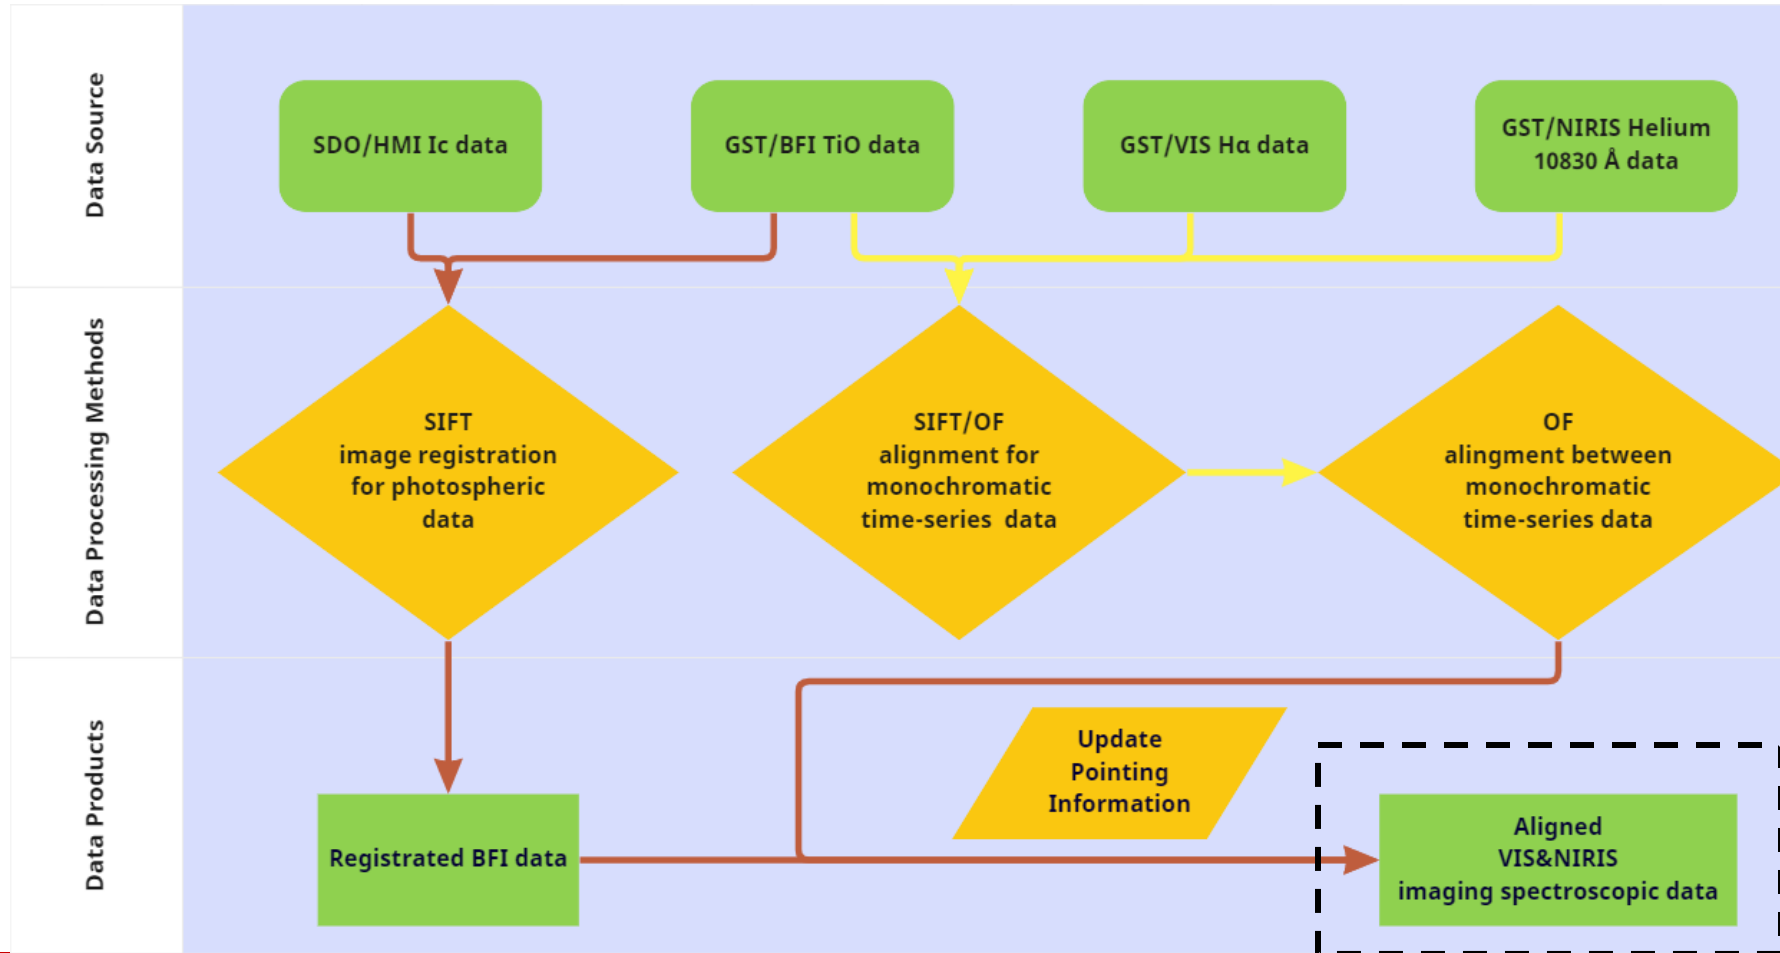 Data Source
SDO/HMI Ic data
GST/BFI TiO data
GST/VIS Hα data
GST/NIRIS Helium
10830 Å data
Data Processing Methods
SIFT
image registration
for photospheric
data
SIFT/OF
alignment for
monochromatic
time-series data
OF
alingment between
monochromatic
time-series data
Data Products
Update
Pointing
Information
Registrated BFI data
Aligned
VIS&NIRIS
imaging spectroscopic data